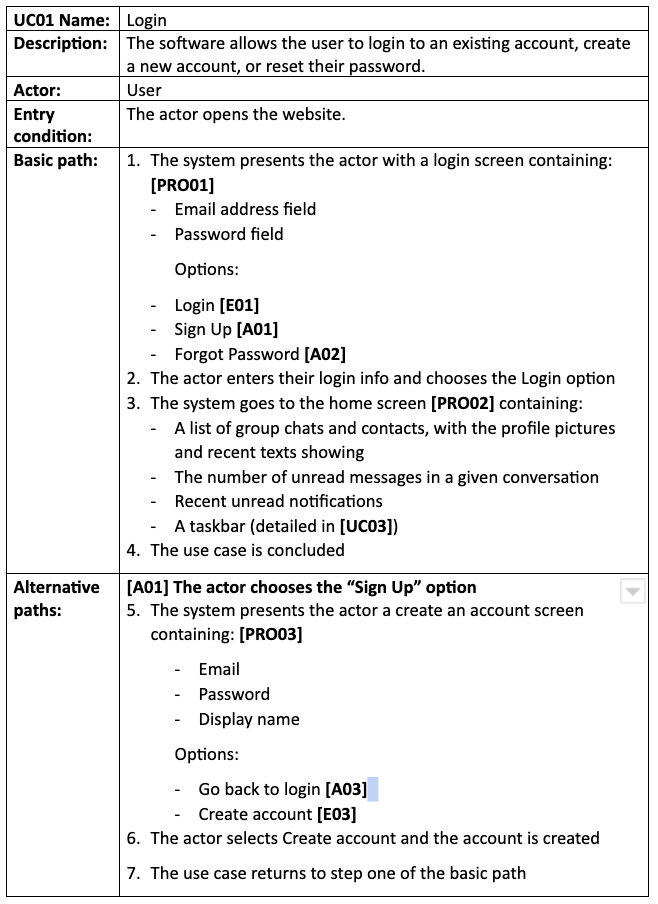 UC01 Name: Login
Description: The software allows the user to login to an existing account, create
a new account, or reset their password.
Actor: User
Entry The actor opens the website.
condition:
Basic path: 1. The system presents the actor with a login screen containing:
[PRO01]
- Email address field
- Password field
Options:
- Login [E01]
- Sign Up [A01]
- Forgot Password [A02]
2. The actor enters their login info and chooses the Login option
3. The system goes to the home screen [PRO02] containing:
- A list of group chats and contacts, with the profile pictures
and recent texts showing
- The number of unread messages in a given conversation
- Recent unread notifications
- A taskbar (detailed in [UC03])
4. The use case is concluded
Alternative [A01] The actor chooses the “Sign Up” option
paths: 5. The system presents the actor a create an account screen
containing: [PRO03]
- Email
- Password
- Display name
Options:
- Go back to login [A03]
- Create account [E03]
6. The actor selects Create account and the account is created
7. The use case returns to step one of the basic path